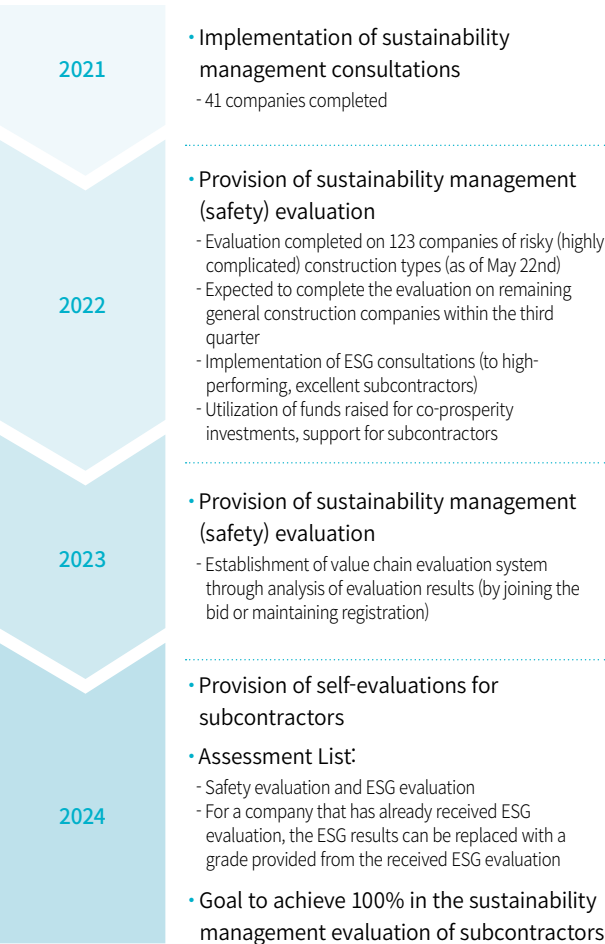 2021
• Implementation of sustainability
management consultations
- 41 companies completed
2022
• Provision of sustainability management
(safety) evaluation
- Evaluation completed on 123 companies of risky (highly
complicated) construction types (as of May 22nd)
- Expected to complete the evaluation on remaining
general construction companies within the third
quarter
- Implementation of ESG consultations (to high-
performing, excellent subcontractors)
- Utilization of funds raised for co-prosperity
investments, support for subcontractors
2023
• Provision of sustainability management
(safety) evaluation
- Establishment of value chain evaluation system
through analysis of evaluation results (by joining the
bid or maintaining registration)
2024
• Provision of self-evaluations for
subcontractors
• Assessment List:
- Safety evaluation and ESG evaluation
- For a company that has already received ESG
evaluation, the ESG results can be replaced with a
grade provided from the received ESG evaluation
• Goal to achieve 100% in the sustainability
management evaluation of subcontractors